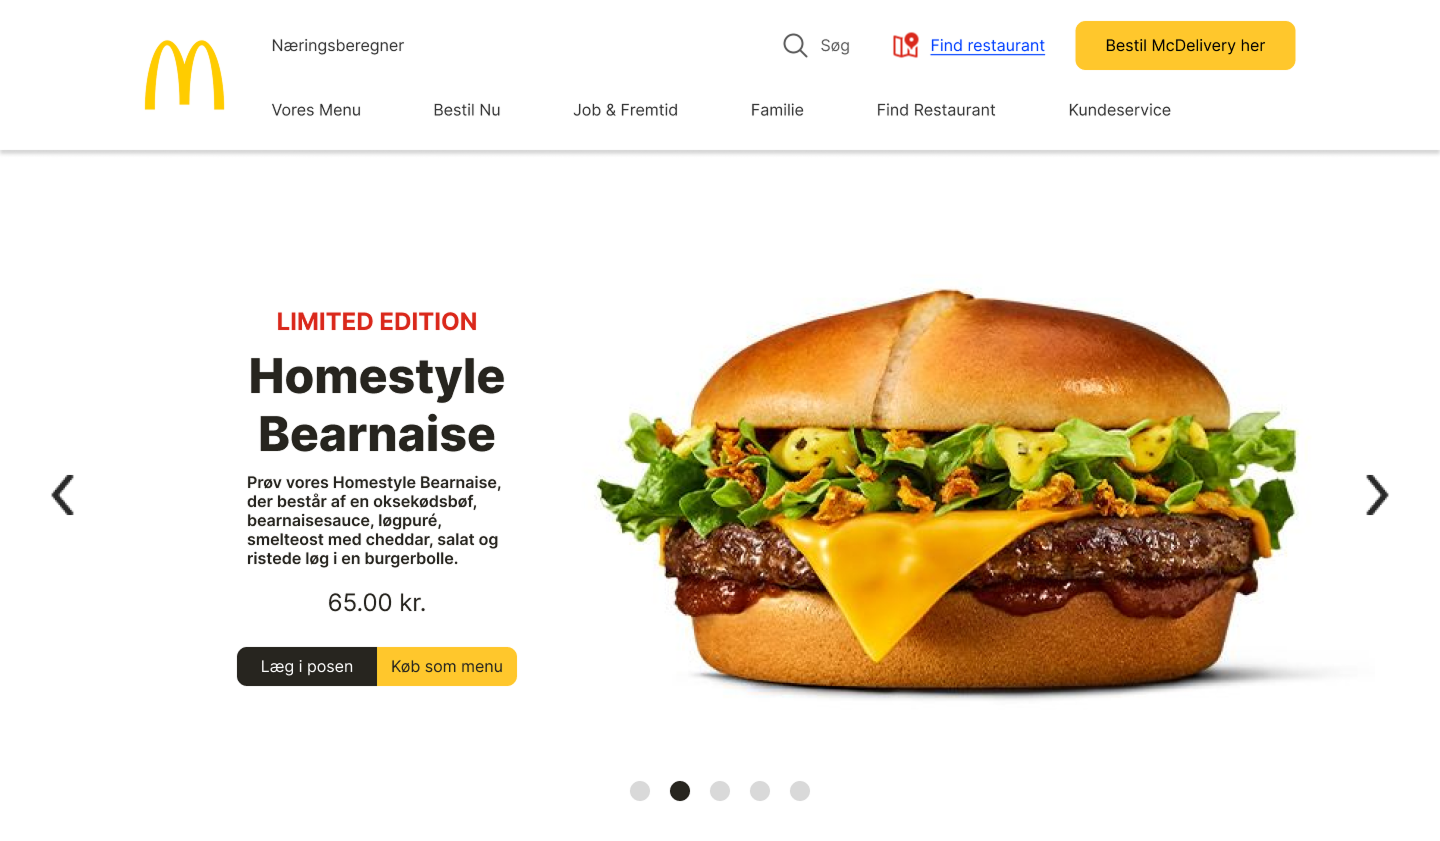 Næringsberegner
Søg
Find restaurant
Bestil McDelivery her
Vores Menu
Bestil Nu
Job & Fremtid
Familie
Find Restaurant
Kundeservice
LIMITED EDITION
Homestyle
Bearnaise
Prøv vores Homestyle Bearnaise,
der består af en oksekødsbøf,
bearnaisesauce, løgpuré,
smelteost med cheddar, salat og
ristede løg i en burgerbolle.
65.00 kr.
Læg i posen
Køb som menu